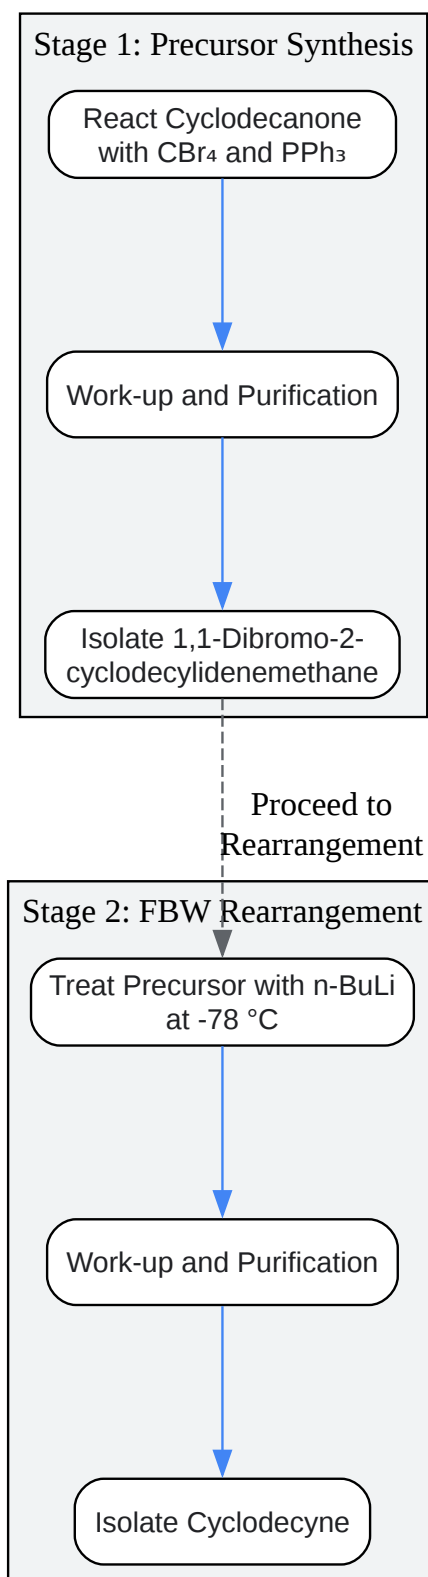 Stage 1: Precursor Synthesis
React Cyclodecanone
with CBr₄ and PPh₃
Work-up and Purification
Isolate 1,1-Dibromo-2-
cyclodecylidenemethane
Proceed to
Rearrangement
Stage 2: FBW Rearrangement
Treat Precursor with n-BuLi
at -78 °C
Work-up and Purification
Isolate Cyclodecyne